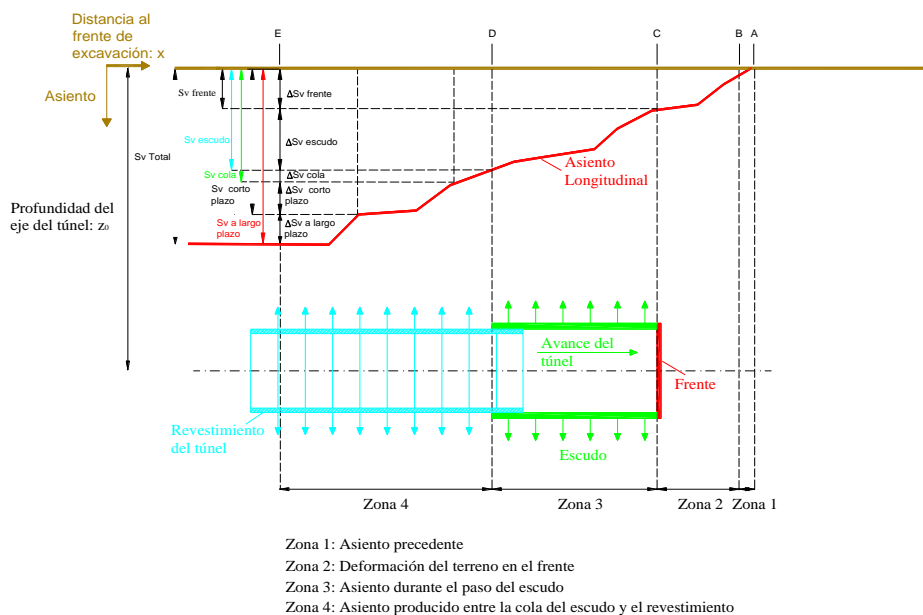 Distancia al
frente de
excavación: x
Asiento
E
D
C
B
A
Sv frente
ΔSv frente
Sv escudo
ΔSv escudo
Sv Total
Sv cola
ΔSv cola
Sv corto
plazo
ΔSv corto
plazo
Sv a largo
plazo
ΔSv a largo
plazo
Asiento
Longitudinal
Profundidad del
eje del túnel: z₀
Avance del
túnel
Frente
Revestimiento
del túnel
Escudo
Zona 4
Zona 3
Zona 2
Zona 1
Zona 1: Asiento precedente
Zona 2: Deformación del terreno en el frente
Zona 3: Asiento durante el paso del escudo
Zona 4: Asiento producido entre la cola del escudo y el revestimiento